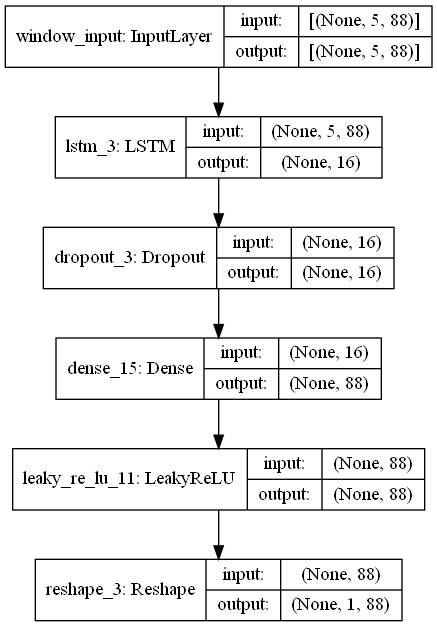 window_input: InputLayer
input: [(None, 5, 88)]
output: [(None, 5, 88)]
lstm_3: LSTM
input: (None, 5, 88)
output: (None, 16)
dropout_3: Dropout
input: (None, 16)
output: (None, 16)
dense_15: Dense
input: (None, 16)
output: (None, 88)
leaky_re_lu_11: LeakyReLU
input: (None, 88)
output: (None, 88)
reshape_3: Reshape
input: (None, 88)
output: (None, 1, 88)